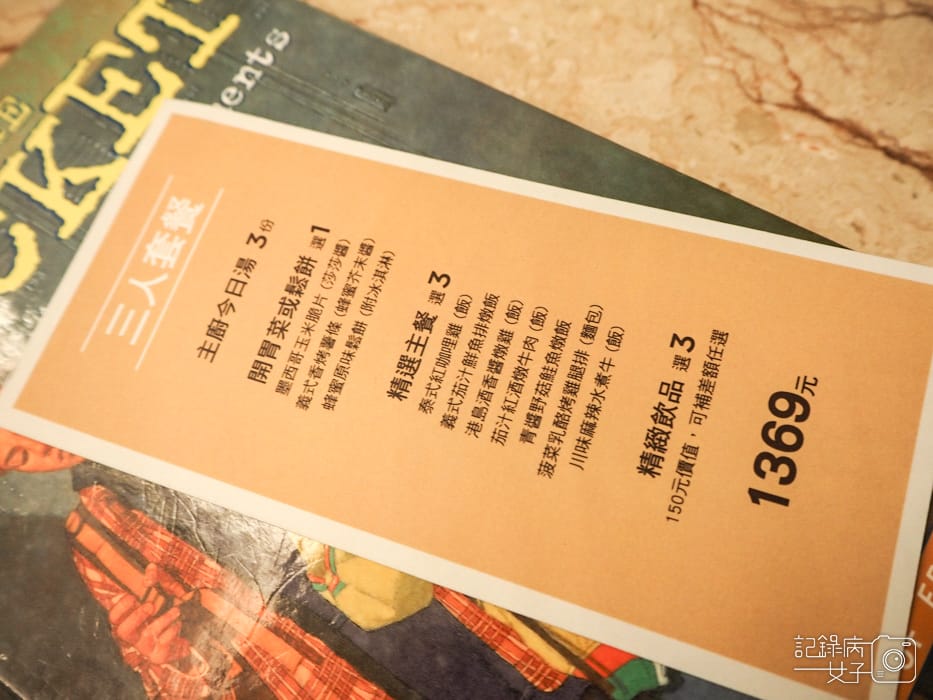 KET
ents
三人套餐
主廚今日湯 3份
開胃菜或鬆餅 選1
墨西哥玉米脆片 (莎莎醬)
義式香烤薯條 (蜂蜜芥末醬)
蜂蜜原味鬆餅 (附冰淇淋)
精選主餐 選3
泰式紅咖哩雞 (飯)
義式茄汁鮮魚排燉飯
港島酒香醬燉雞 (飯)
茄汁紅酒燉牛肉 (飯)
青醬野菇鮭魚燉飯
菠菜乳酪烤雞腿排 (麵包)
川味麻辣水煮牛 (飯)
精緻飲品 選3
150元價值，可補差額任選
1369元
記錄病
女子